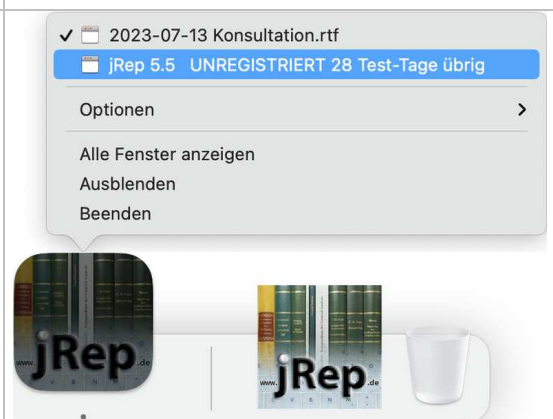 2023-07-13 Konsultation.rtf
jRep 5.5 UNREGISTRIERT 28 Test-Tage übrig
Optionen
Alle Fenster anzeigen
Ausblenden
Beenden
www.jRep.de
www.jRep.de